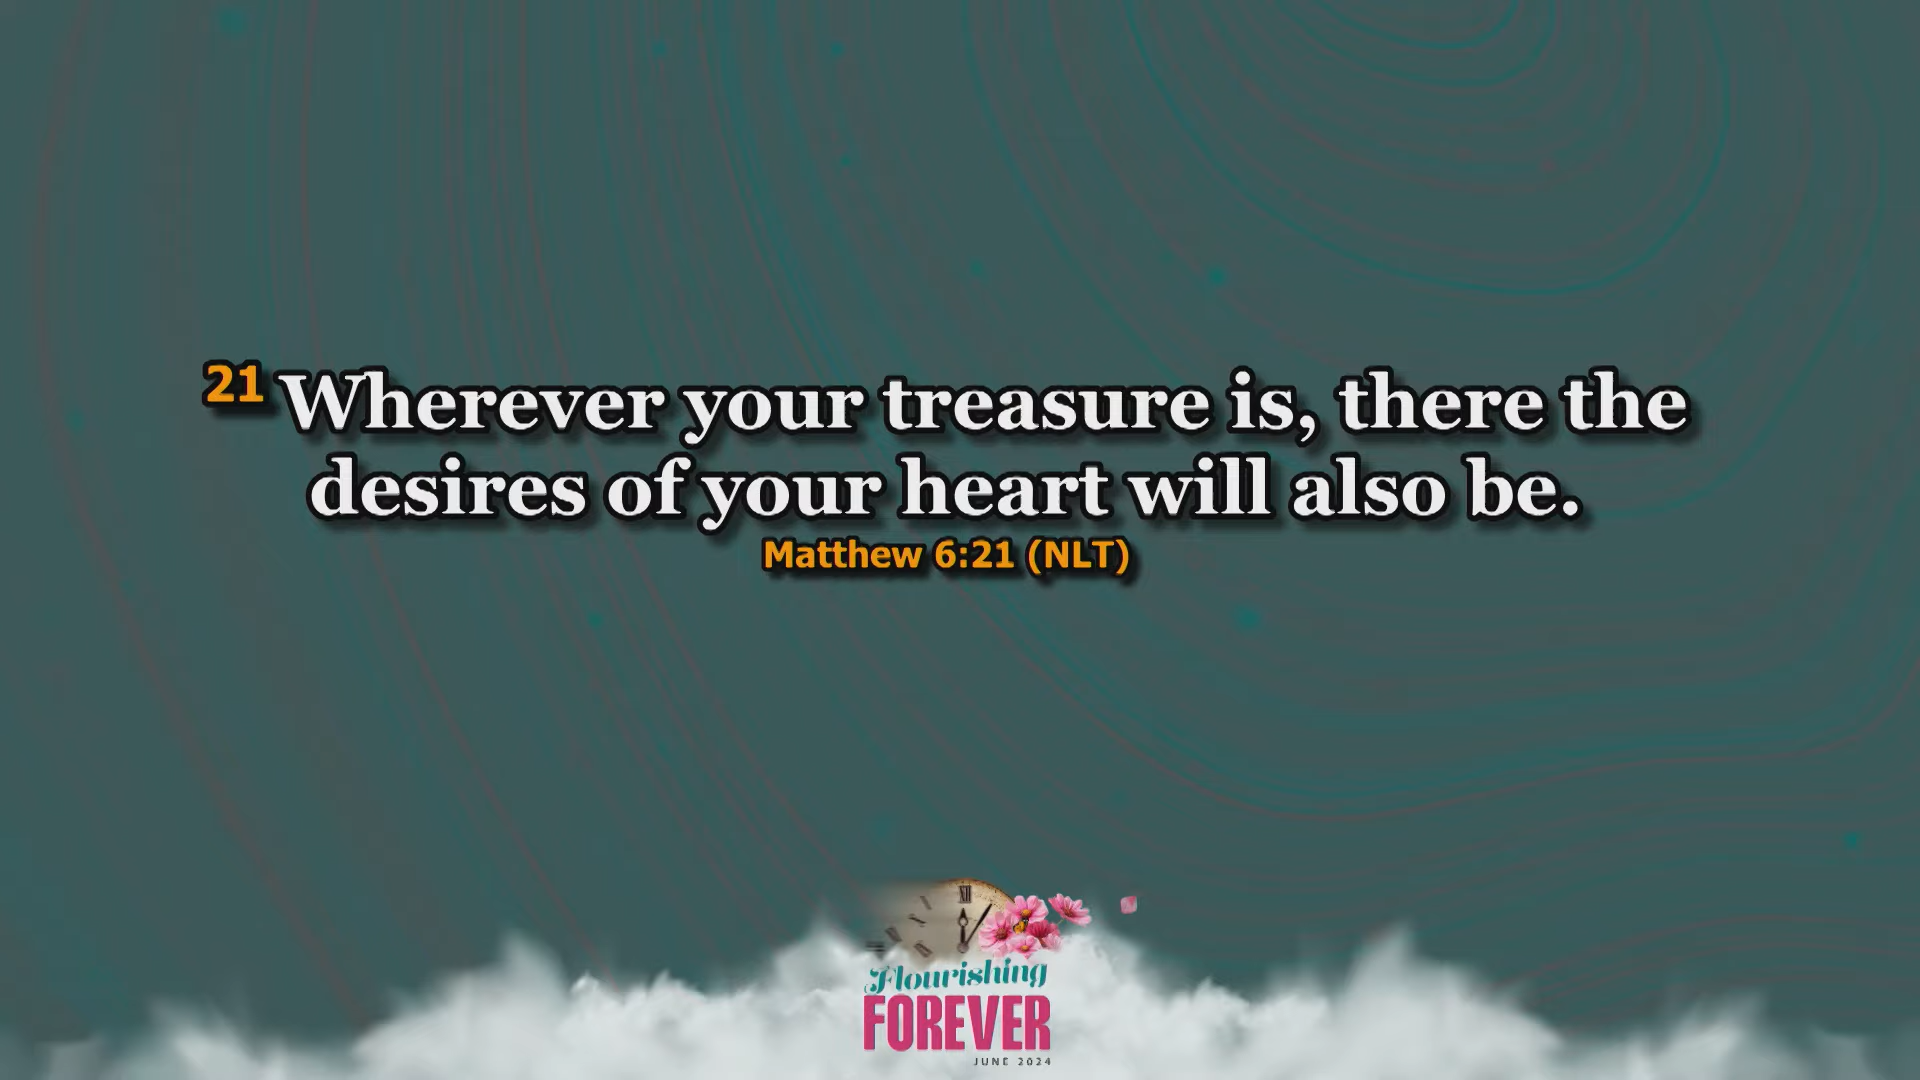 21 Wherever your treasure is, there the
desires of your heart will also be.
Matthew 6:21 (NLT)
XII
Flourishing
FOREVER
JUNE 2024